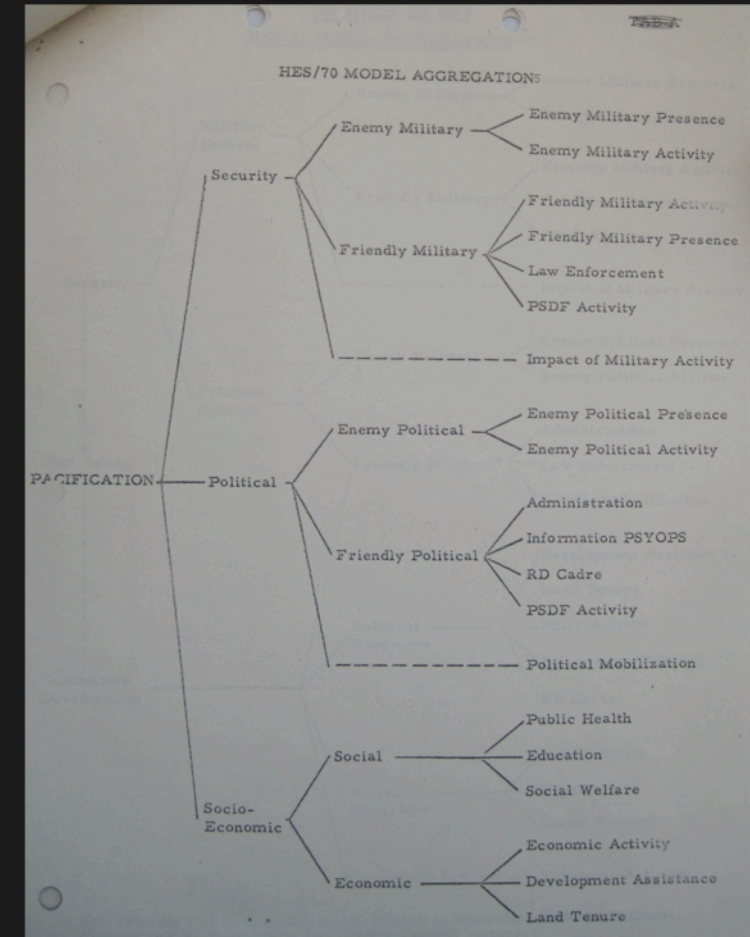 TAB A
HES/70 MODEL AGGREGATIONS
Enemy Military Presence
Enemy Military
Enemy Military Activity
Security
Friendly Military Activity
Friendly Military Presence
Friendly Military
Law Enforcement
PSDF Activity
Impact of Military Activity
Enemy Political Presence
Enemy Political
Enemy Political Activity
PACIFICATION
Political
Administration
Information PSYOPS
Friendly Political
RD Cadre
PSDF Activity
Political Mobilization
Public Health
Social
Education
Social Welfare
Socio-
Economic
Economic Activity
Economic
Development Assistance
Land Tenure